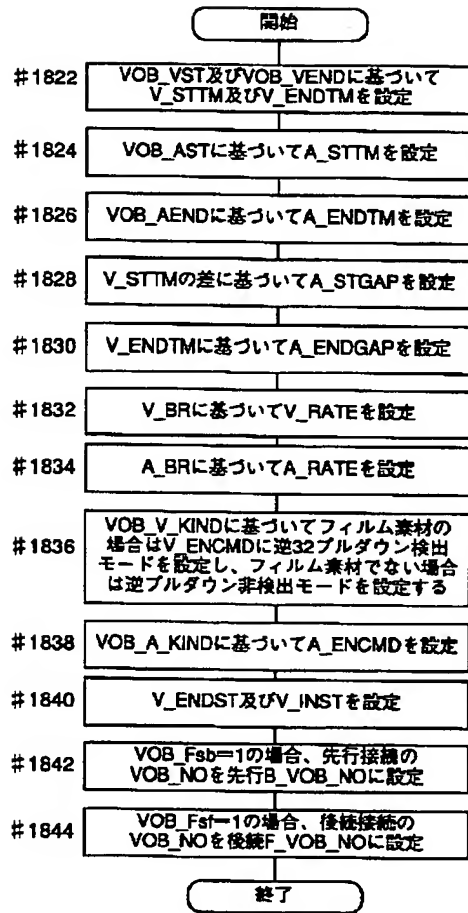 開始
#1822
VOB_VST及びVOB_VENDに基づいて
V_STTM及びV_ENDTMを設定
#1824
VOB_ASTに基づいてA_STTMを設定
#1826
VOB_AENDに基づいてA_ENDTMを設定
#1828
V_STTMの差に基づいてA_STGAPを設定
#1830
V_ENDTMに基づいてA_ENDGAPを設定
#1832
V_BRに基づいてV_RATEを設定
#1834
A_BRに基づいてA_RATEを設定
#1836
VOB_V_KINDに基づいてフィルム素材の
場合はV_ENCMDに逆32プルダウン検出
モードを設定し、フィルム素材でない場合
は逆プルダウン非検出モードを設定する
#1838
VOB_A_KINDに基づいてA_ENCMDを設定
#1840
V_ENDST及びV_INSTを設定
#1842
VOB_Fsb=1の場合、先行接続の
VOB_NOを先行B_VOB_NOに設定
#1844
VOB_Fsf=1の場合、後続接続の
VOB_NOを後続F_VOB_NOに設定
終了